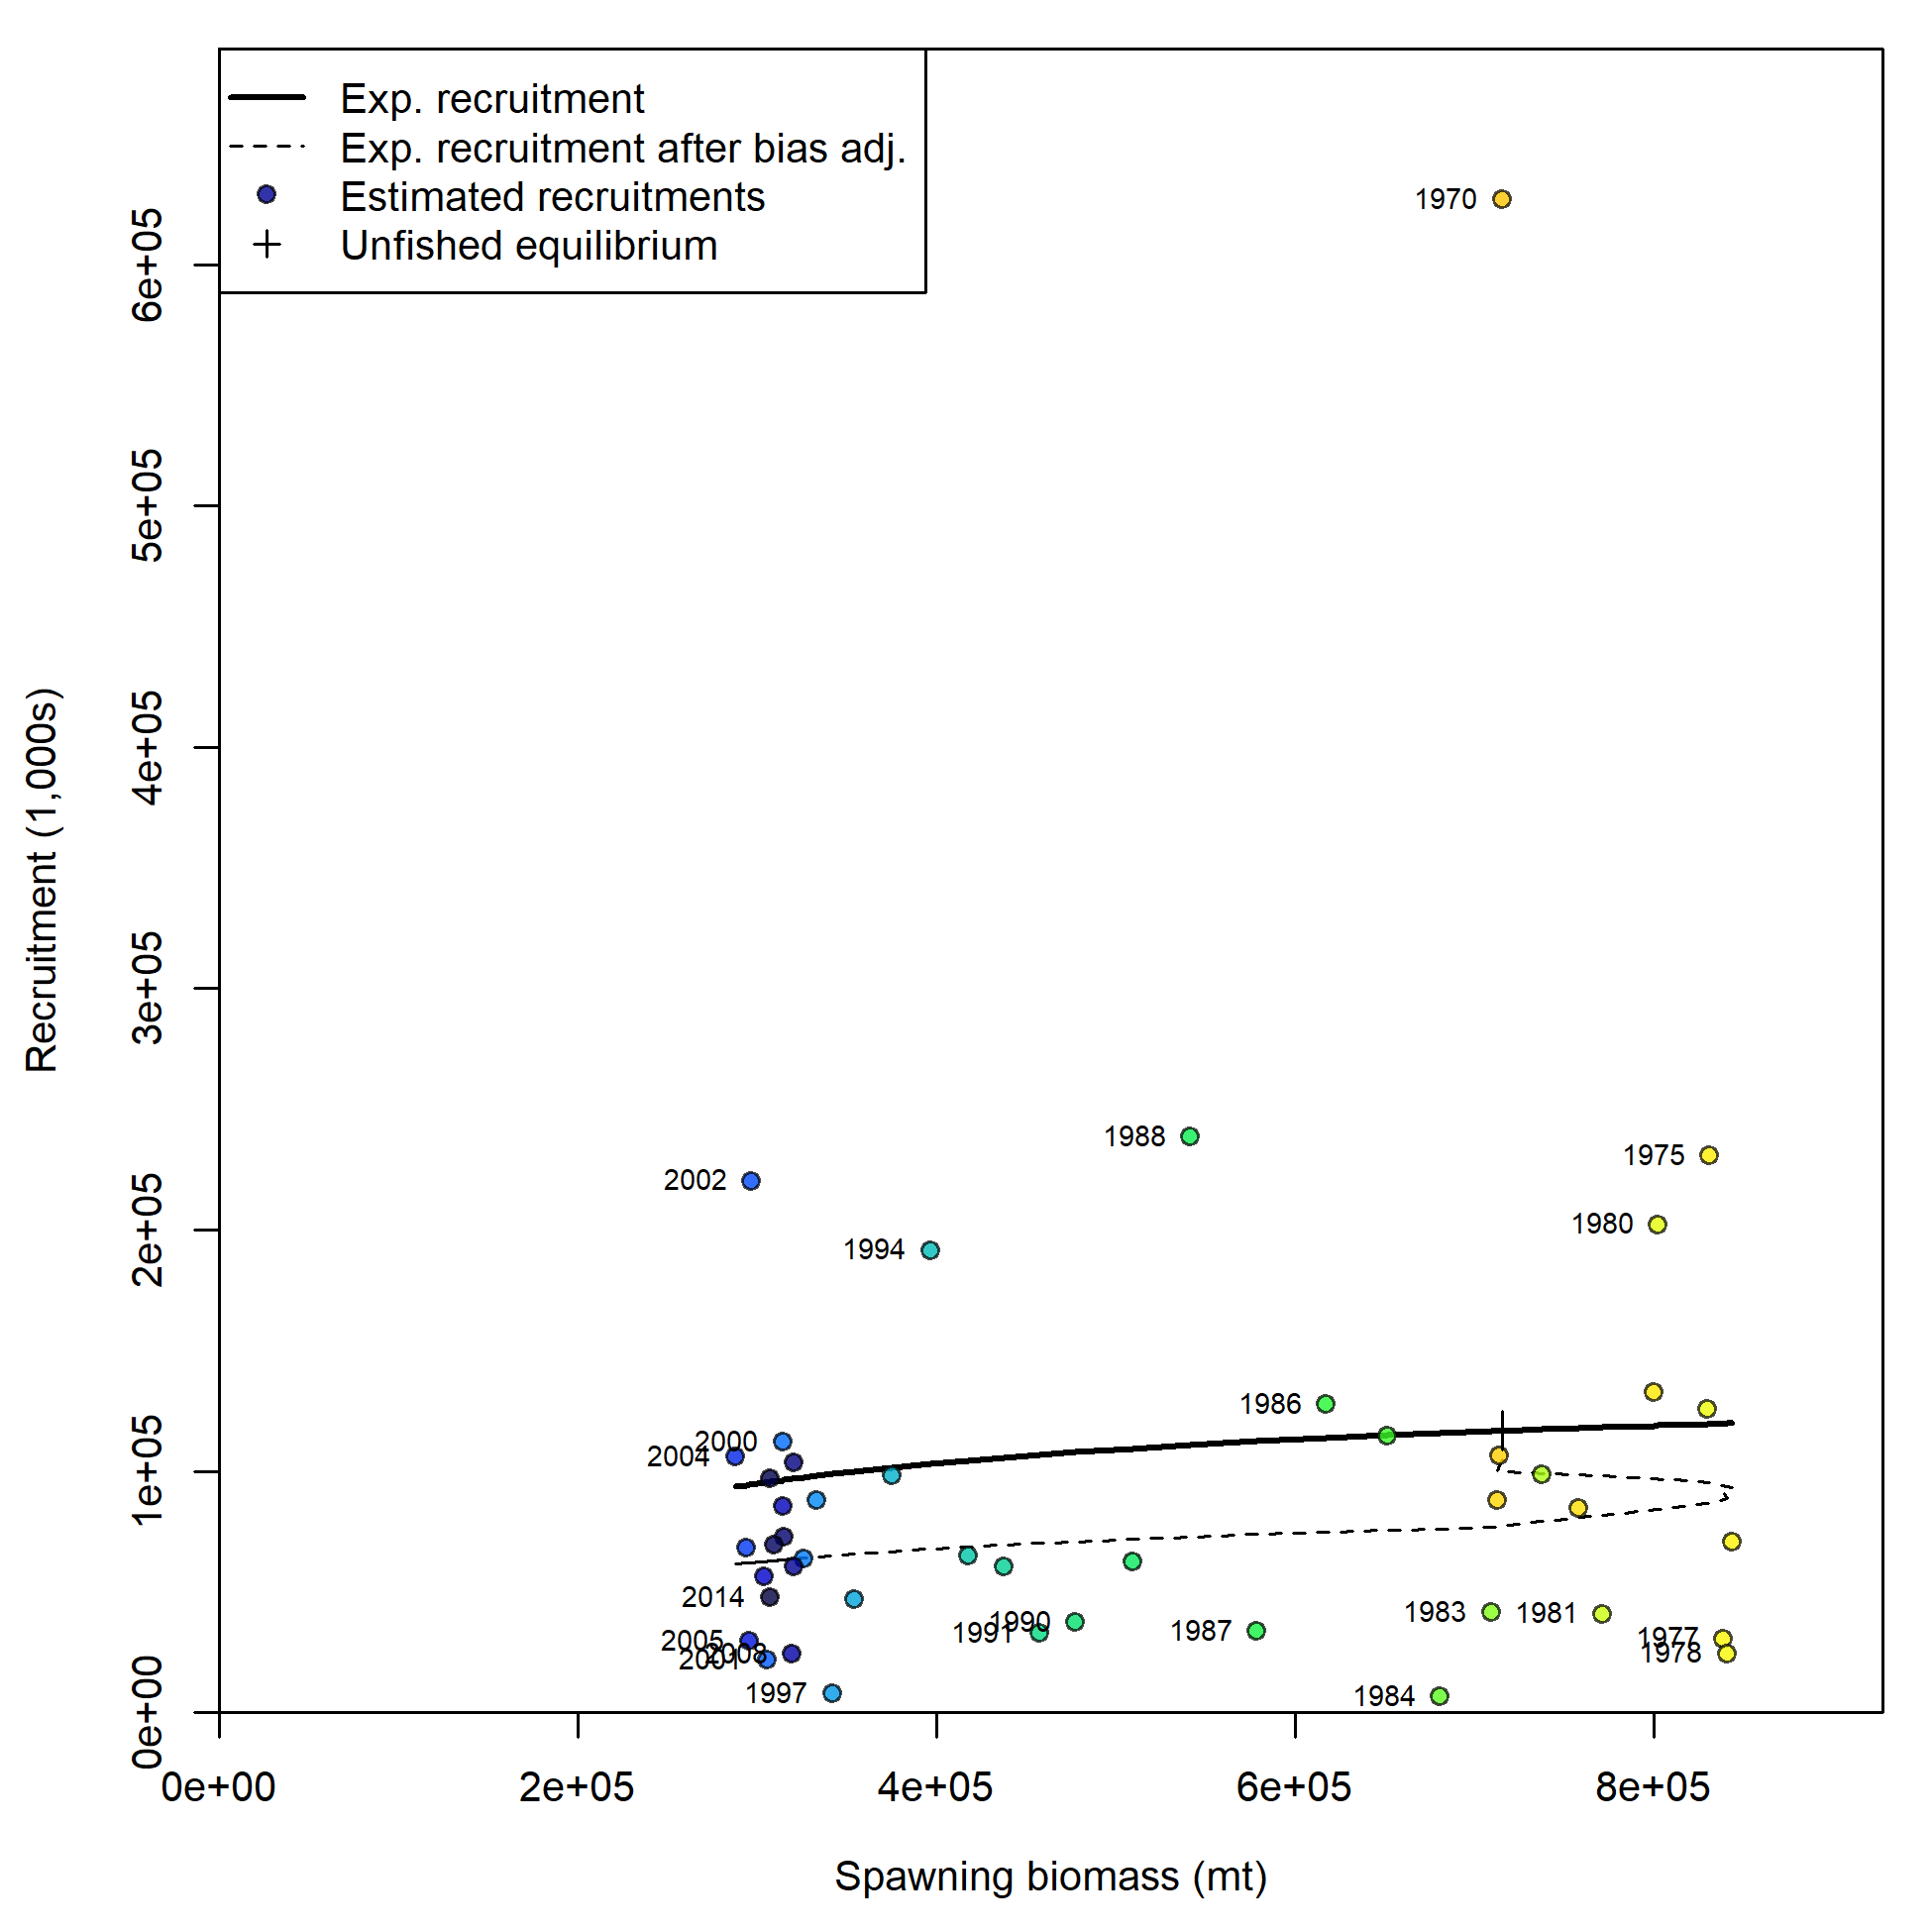 Exp. recruitment
Exp. recruitment after bias adj.
Estimated recruitments
Unfished equilibrium
Recruitment (1,000s)
6e+05
5e+05
4e+05
3e+05
2e+05
1e+05
0e+00
1970
1988
1975
2002
1980
1994
1986
2000
2004
2014
1983
1981
1990
1991
1987
2005
1977
2008
2001
1978
1997
1984
0e+00
2e+05
4e+05
6e+05
8e+05
Spawning biomass (mt)